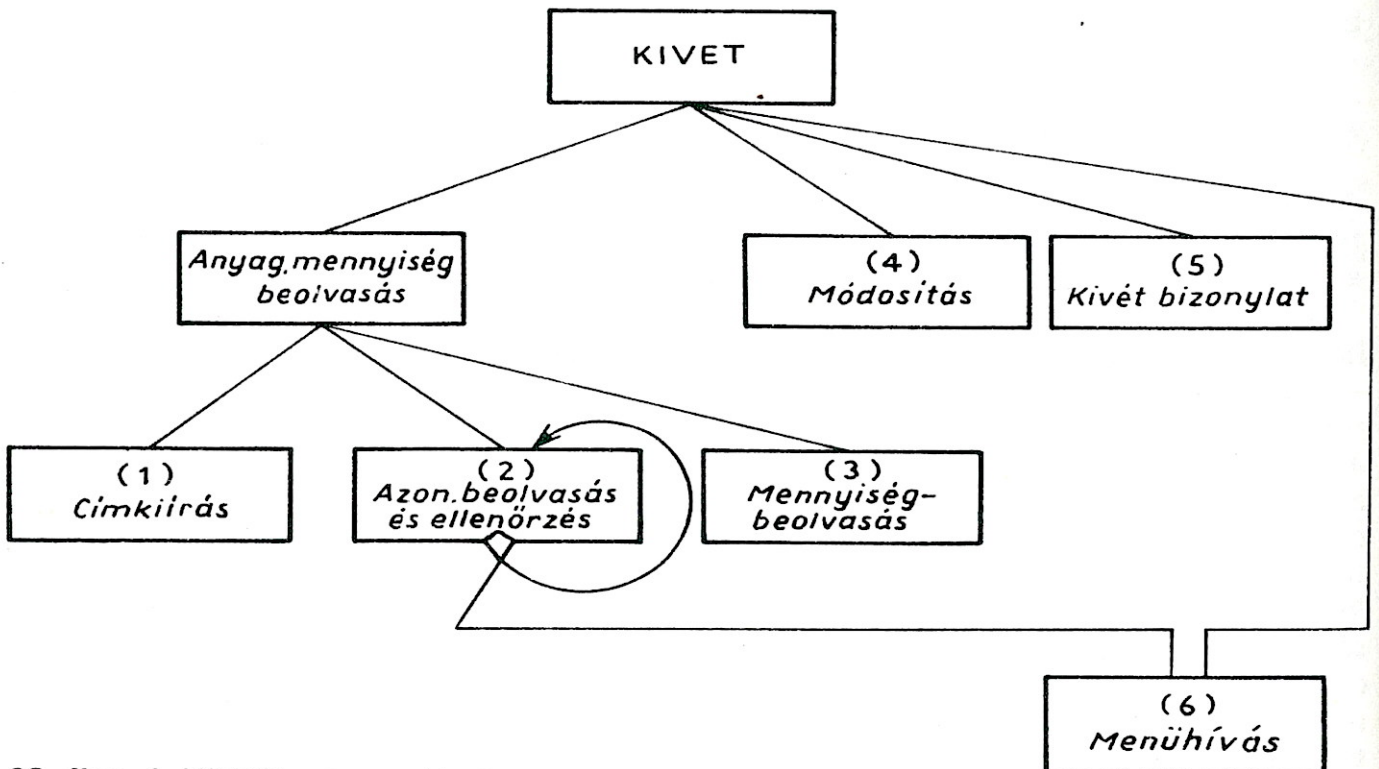 KIVET
Anyag,mennyiség
beolvasás
(4)
Módosítás
(5)
Kivét bizonylat
(1)
Címkiírás
(2)
Azon.beolvasás
és ellenőrzés
(3)
Mennyiség-
beolvasás
(6)
Menühívás